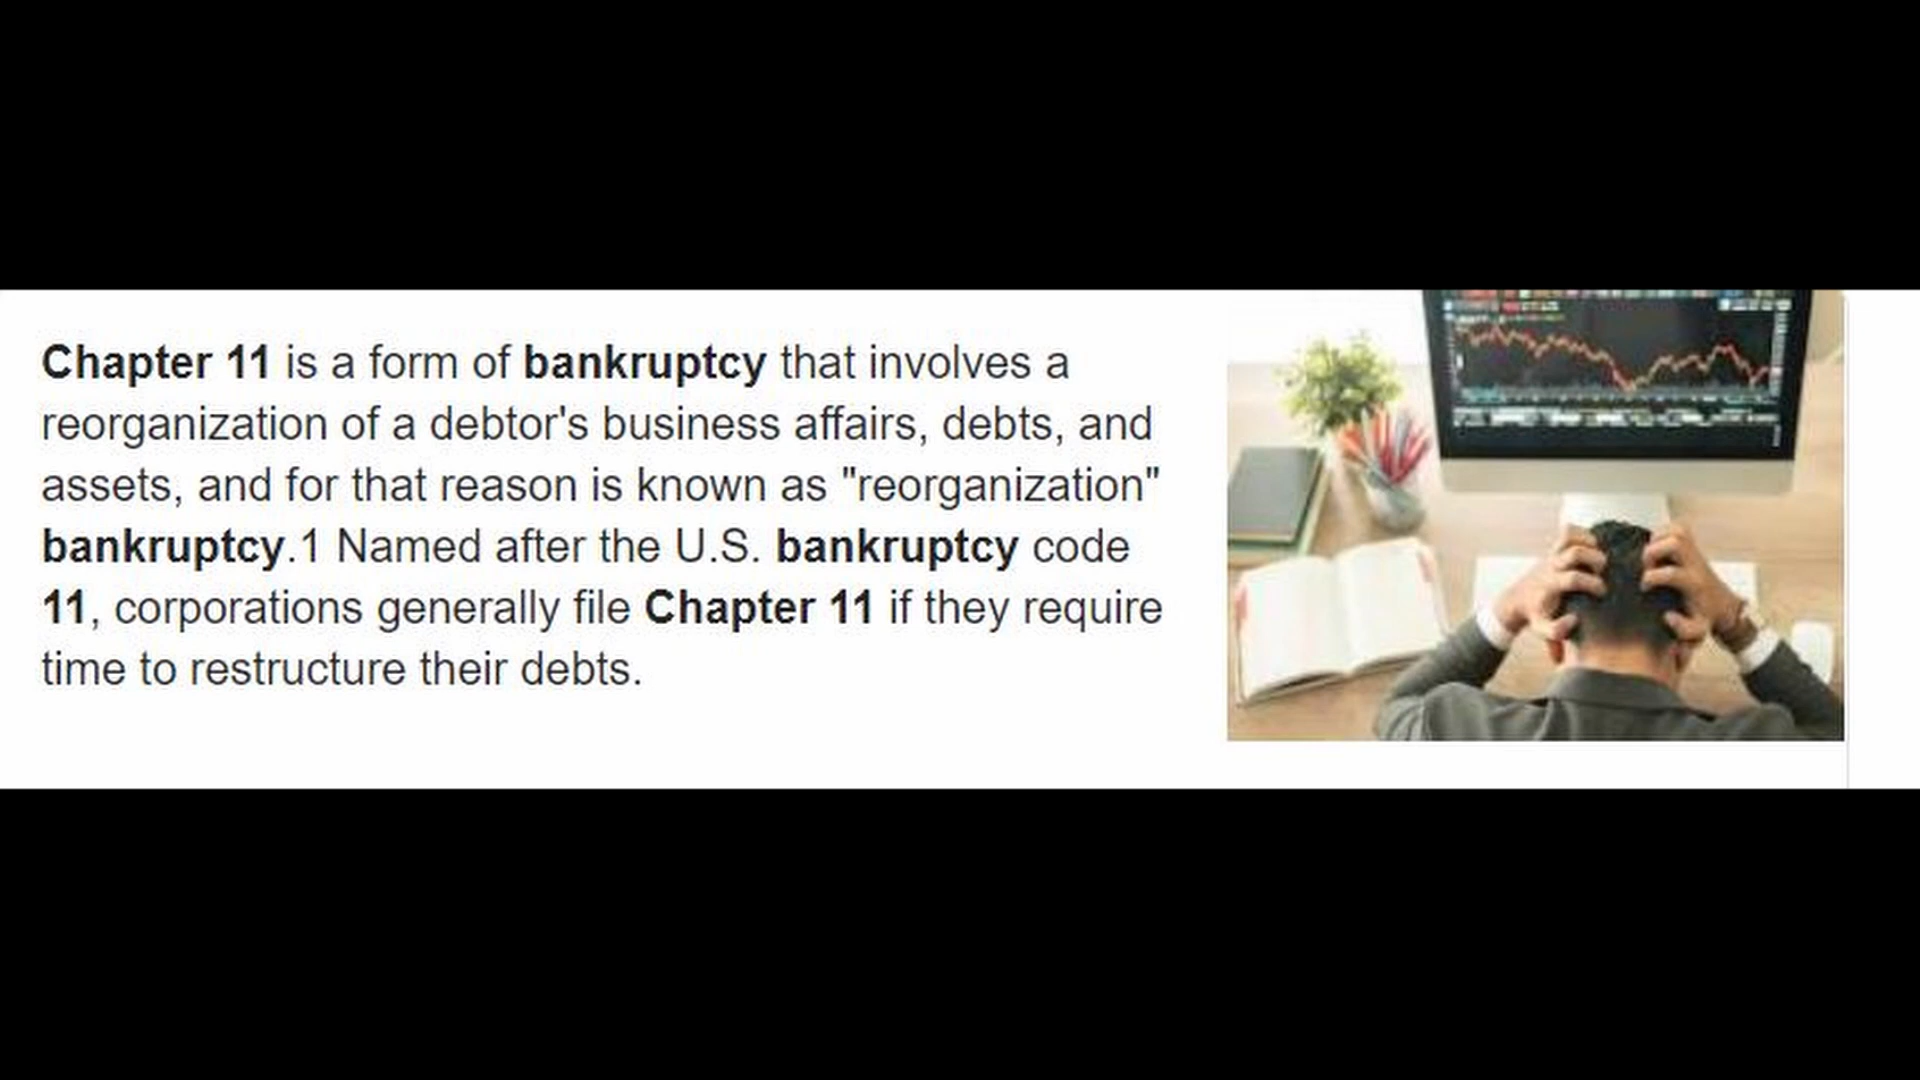 Chapter 11 is a form of bankruptcy that involves a
reorganization of a debtor's business affairs, debts, and
assets, and for that reason is known as "reorganization"
bankruptcy.1 Named after the U.S. bankruptcy code
11, corporations generally file Chapter 11 if they require
time to restructure their debts.